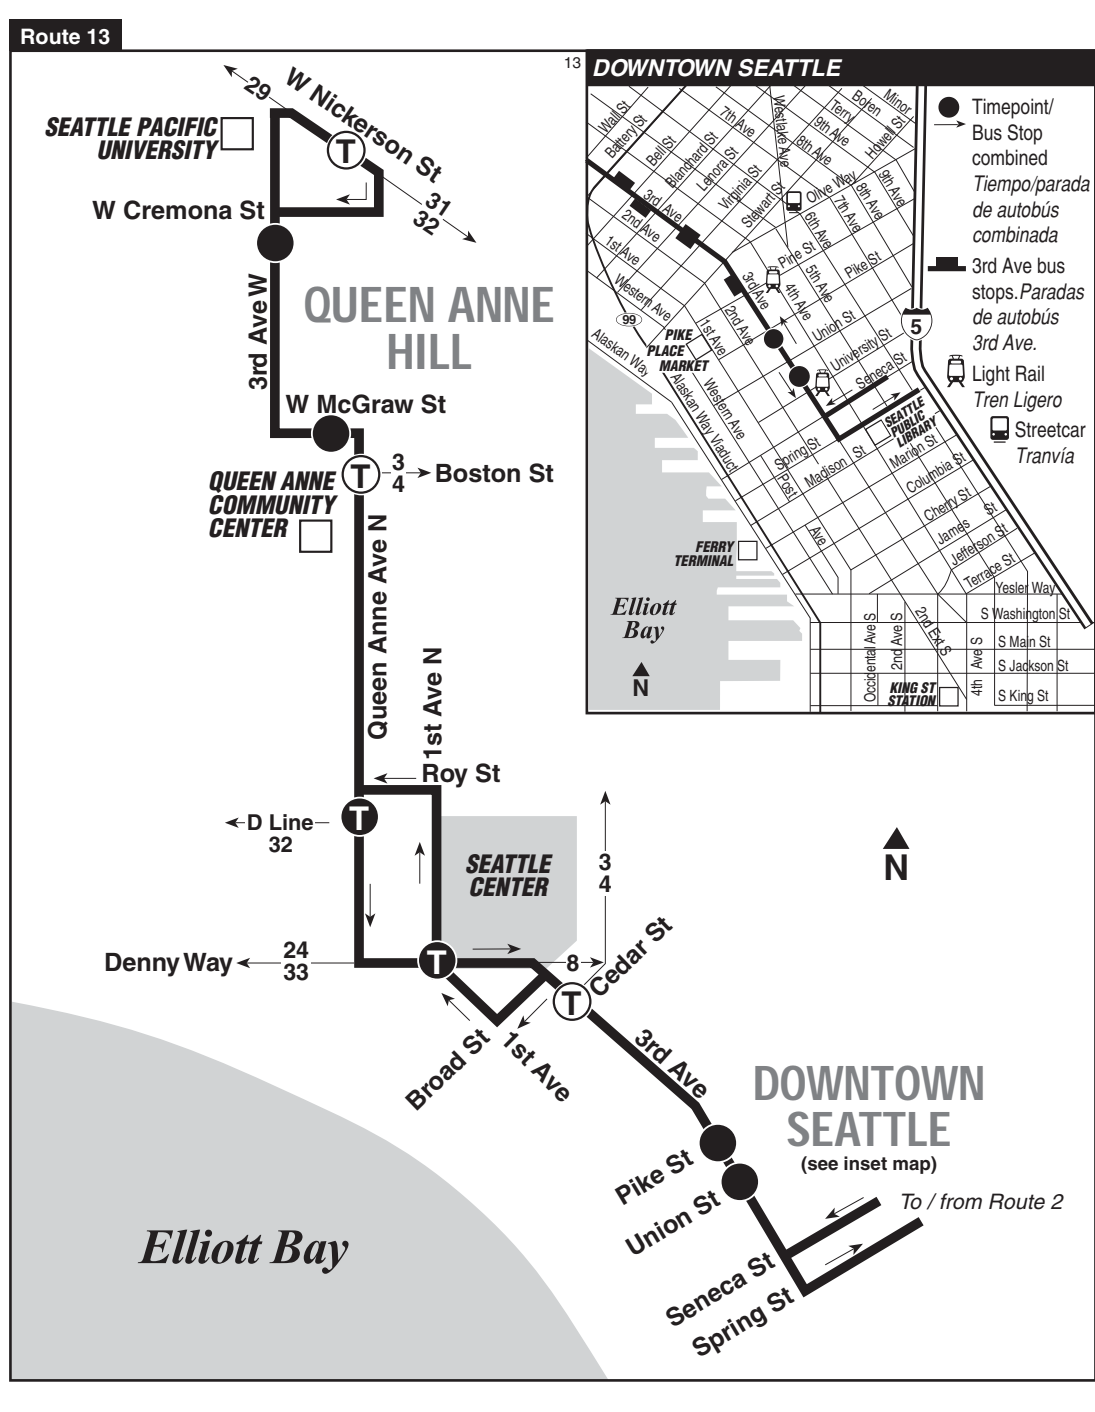 Route 13
29
W Nickerson St
SEATTLE PACIFIC
UNIVERSITY
T
W Cremona St
31
32
3rd Ave W
QUEEN ANNE
HILL
W McGraw St
T
3
4
Boston St
QUEEN ANNE
COMMUNITY
CENTER
Queen Anne Ave N
1st Ave N
Roy St
T
D Line
32
SEATTLE
CENTER
3
4
N
Denny Way
24
33
T
8
Cedar St
T
Broad St
1st Ave
3rd Ave
DOWNTOWN
SEATTLE
(see inset map)
Pike St
Union St
To / from Route 2
Seneca St
Spring St
Elliott Bay
13
DOWNTOWN SEATTLE
Wall St
Battery St
Bell St
Blanchard St
Lenora St
Virginia St
Stewart St
7th Ave
Westlake Ave
8th Ave
9th Ave
Terry
Boren
Minor
Howell St
Olive Way
9th Ave
8th Ave
7th Ave
6th Ave
5th Ave
4th Ave
3rd Ave
2nd Ave
1st Ave
3rd Ave
2nd Ave
1st Ave
Western Ave
99
Alaskan Way
PIKE
PLACE
MARKET
Pine St
Pike St
Union St
University St
Seneca St
5
Alaskan Way Viaduct
Western Ave
SEATTLE
PUBLIC
LIBRARY
Spring St
Madison St
Marion St
Columbia St
Cherry St
James St
Jefferson St
Terrace St
Yesler Way
Post Ave
FERRY
TERMINAL
Elliott
Bay
N
S Washington St
S Main St
S Jackson St
S King St
Occidental Ave S
2nd Ave S
2nd Ext S
4th Ave S
KING ST
STATION
Timepoint/
Bus Stop
combined
Tiempo/parada
de autobús
combinada
3rd Ave bus
stops. Paradas
de autobús
3rd Ave.
Light Rail
Tren Ligero
Streetcar
Tranvía